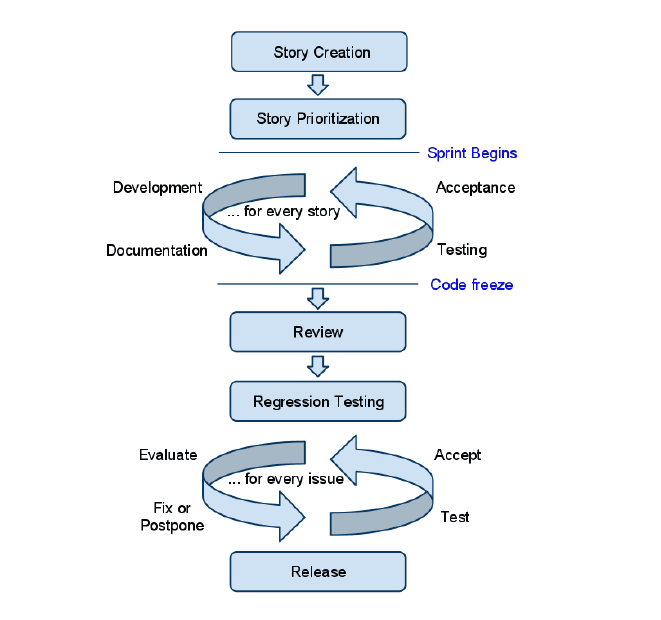 Story Creation
Story Prioritization
Sprint Begins
Development
Acceptance
... for every story
Documentation
Testing
Code freeze
Review
Regression Testing
Evaluate
Accept
... for every issue
Fix or
Postpone
Test
Release